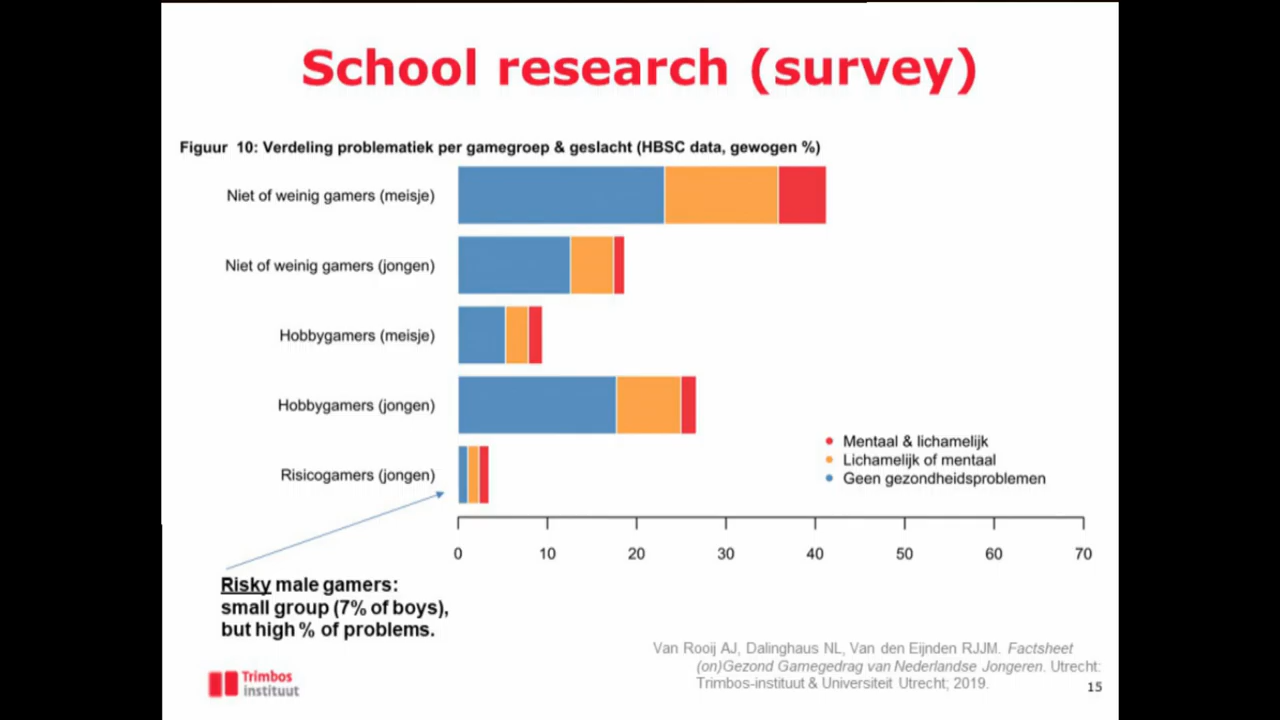 School research (survey)
Figuur 10: Verdeling problematiek per gamegroep & geslacht (HBSC data, gewogen %)
Niet of weinig gamers (meisje)
Niet of weinig gamers (jongen)
Hobbygamers (meisje)
Hobbygamers (jongen)
Risicogamers (jongen)
Mentaal & lichamelijk
Lichamelijk of mentaal
Geen gezondheidsproblemen
0 10 20 30 40 50 60 70
Risky male gamers:
small group (7% of boys),
but high % of problems.
Van Rooij AJ, Dalinghaus NL, Van den Eijnden RJJM. Factsheet
(on)Gezond Gamegedrag van Nederlandse Jongeren. Utrecht:
Trimbos-instituut & Universiteit Utrecht; 2019.
15
Trimbos
instituut